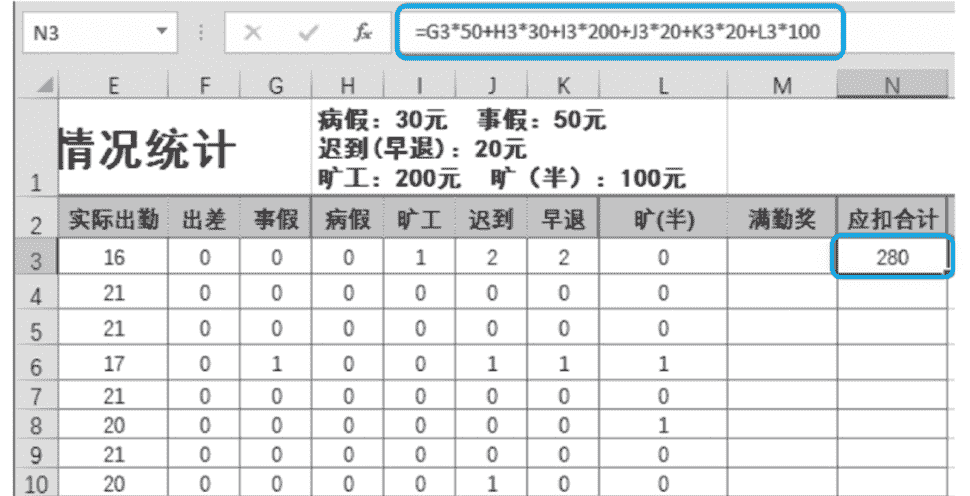 N3 fx =G3*50+H3*30+I3*200+J3*20+K3*20+L3*100
E F G H I J K L M N
情况统计
病假：30元 事假：50元
迟到(早退)：20元
旷工：200元 旷（半）：100元
1
2 实际出勤 出差 事假 病假 旷工 迟到 早退 旷(半) 满勤奖 应扣合计
3 16 0 0 0 1 2 2 0 280
4 21 0 0 0 0 0 0 0
5 21 0 0 0 0 0 0 0
6 17 0 1 0 0 1 1 1
7 21 0 0 0 0 0 0 0
8 20 0 0 0 0 0 0 1
9 21 0 0 0 0 0 0 0
10 20 0 0 0 0 1 0 0